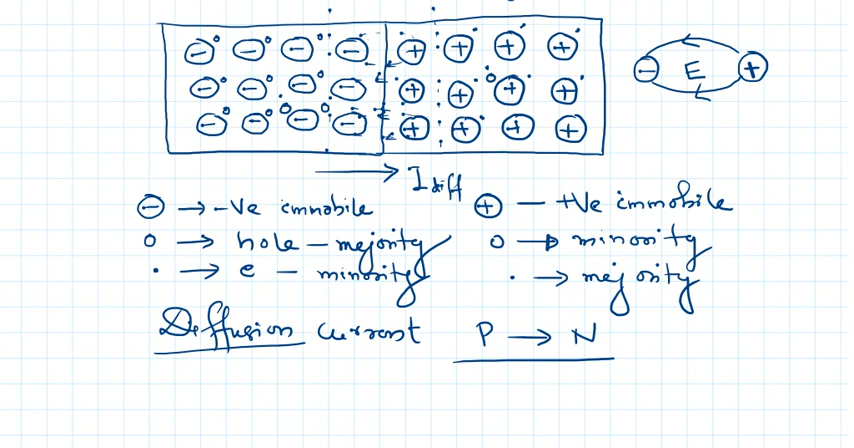 E
I diff
⊖ → -Ve immobile
⊕ — +Ve immobile
o → hole - mejority
o → minority
· → e - minority
· → mejority
Diffusion current P → N